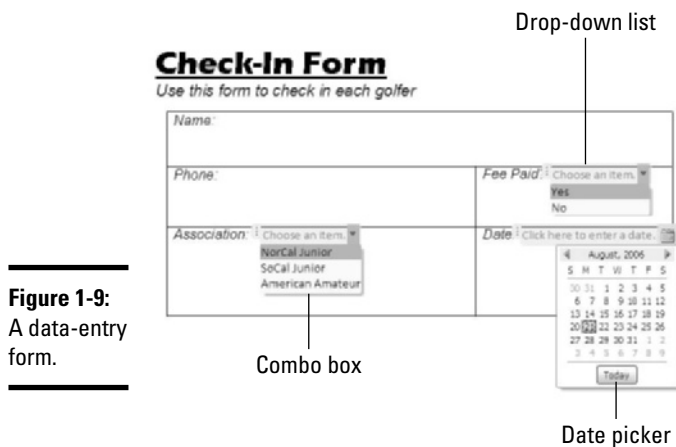 Drop-down list
Check-In Form
Use this form to check in each golfer
Name:
Phone:
Fee Paid: Choose an item.
Yes
No
Association: Choose an item.
NorCal Junior
SoCal Junior
American Amateur
Date: Click here to enter a date.
August, 2006
S M T W T F S
30 31 1 2 3 4 5
6 7 8 9 10 11 12
13 14 15 16 17 18 19
20 21 22 23 24 25 26
27 28 29 30 31 1 2
3 4 5 6 7 8 9
Today
Figure 1-9:
A data-entry
form.
Combo box
Date picker